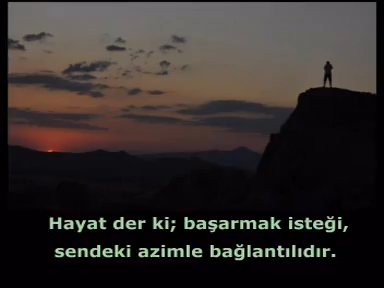 Hayat der ki; başarmak isteği,
sendeki azimle bağlantılıdır.